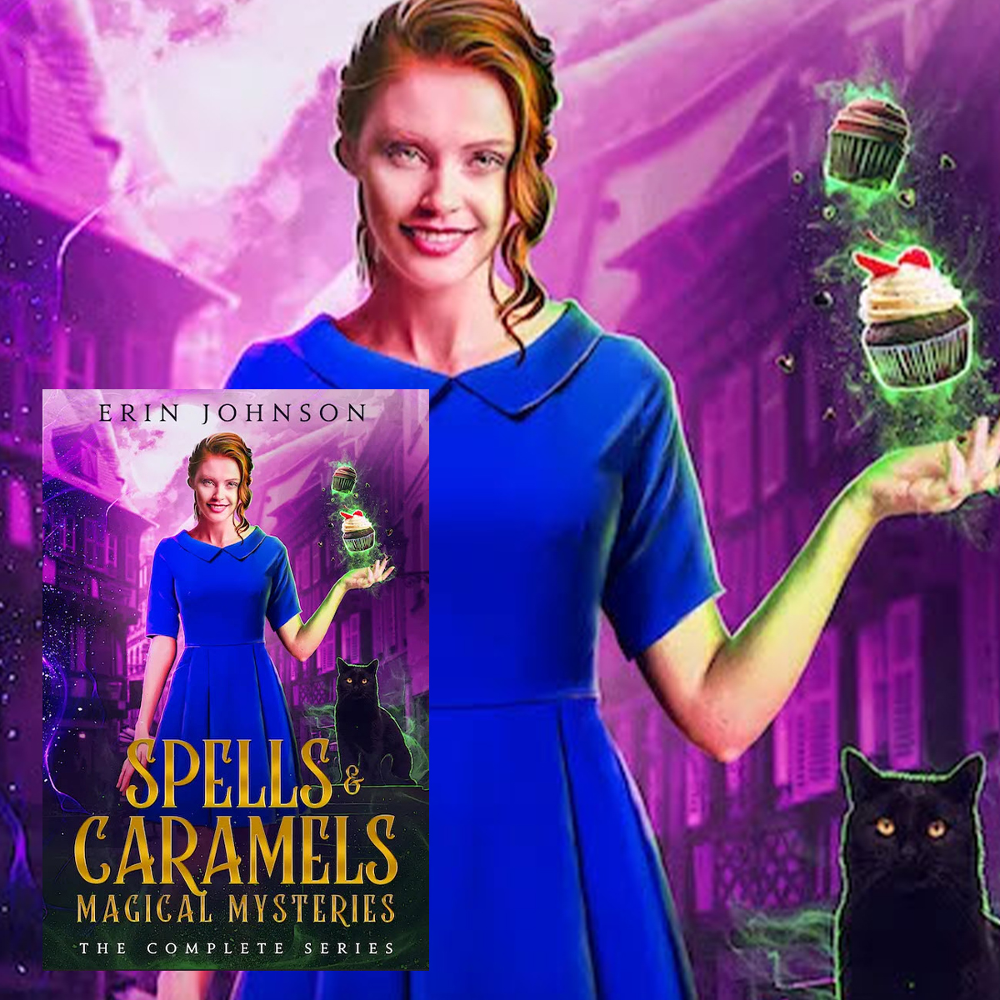 ERIN JOHNSON
SPELLS &
CARAMELS
MAGICAL MYSTERIES
THE COMPLETE SERIES